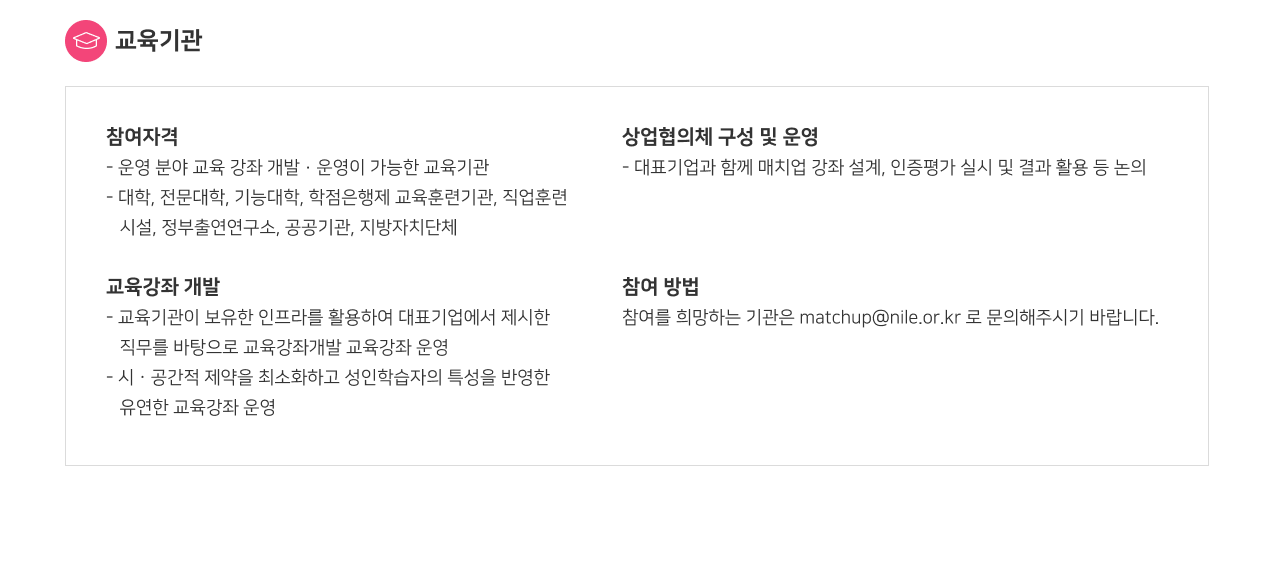 교육기관
참여자격
- 운영 분야 교육 강좌 개발 · 운영이 가능한 교육기관
- 대학, 전문대학, 기능대학, 학점은행제 교육훈련기관, 직업훈련
시설, 정부출연연구소, 공공기관, 지방자치단체
상업협의체 구성 및 운영
- 대표기업과 함께 매치업 강좌 설계, 인증평가 실시 및 결과 활용 등 논의
교육강좌 개발
- 교육기관이 보유한 인프라를 활용하여 대표기업에서 제시한
직무를 바탕으로 교육강좌개발 교육강좌 운영
- 시 · 공간적 제약을 최소화하고 성인학습자의 특성을 반영한
유연한 교육강좌 운영
참여 방법
참여를 희망하는 기관은 matchup@nile.or.kr 로 문의해주시기 바랍니다.